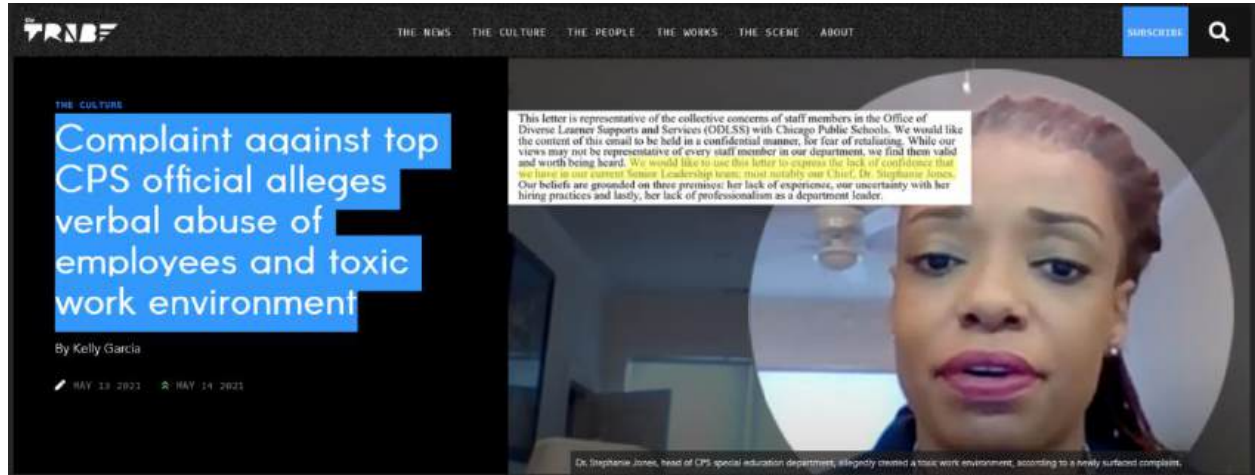 the
TRiiBE
THE NEWS THE CULTURE THE PEOPLE THE WORKS THE SCENE ABOUT
SUBSCRIBE
THE CULTURE
Complaint against top
CPS official alleges
verbal abuse of
employees and toxic
work environment
By Kelly Garcia
MAY 13 2021 MAY 14 2021
This letter is representative of the collective concerns of staff members in the Office of
Diverse Learner Supports and Services (ODLSS) with Chicago Public Schools. We would like
the content of this email to be held in a confidential manner, for fear of retaliating. While our
views may not be representative of every staff member in our department, we find them valid
and worth being heard. We would like to use this letter to express the lack of confidence that
we have in our current Senior Leadership team; most notably our Chief, Dr. Stephanie Jones.
Our beliefs are grounded on three premises: her lack of experience, our uncertainty with her
hiring practices and lastly, her lack of professionalism as a department leader.
Dr. Stephanie Jones, head of CPS special education department, allegedly created a toxic work environment, according to a newly surfaced complaint.